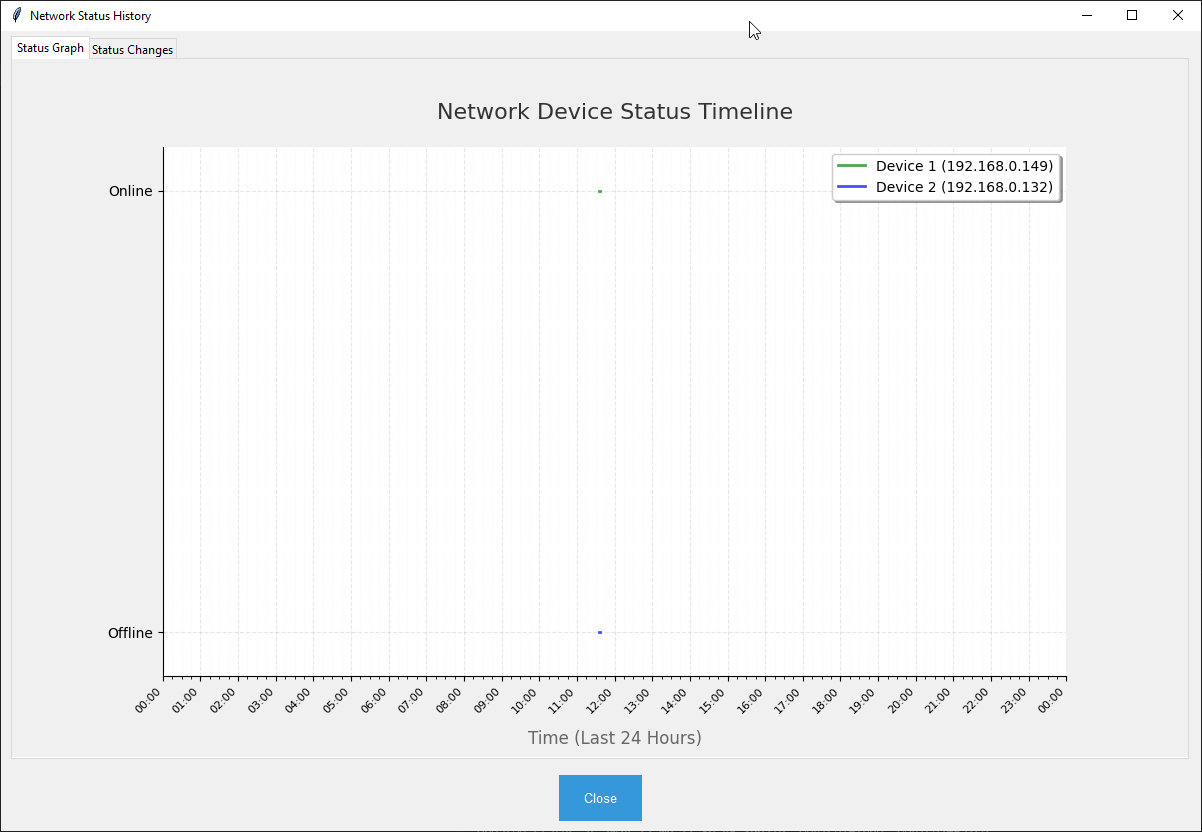 Network Status History
Status Graph
Status Changes
Network Device Status Timeline
Device 1 (192.168.0.149)
Device 2 (192.168.0.132)
Online
Offline
00:00
01:00
02:00
03:00
04:00
05:00
06:00
07:00
08:00
09:00
10:00
11:00
12:00
13:00
14:00
15:00
16:00
17:00
18:00
19:00
20:00
21:00
22:00
23:00
00:00
Time (Last 24 Hours)
Close